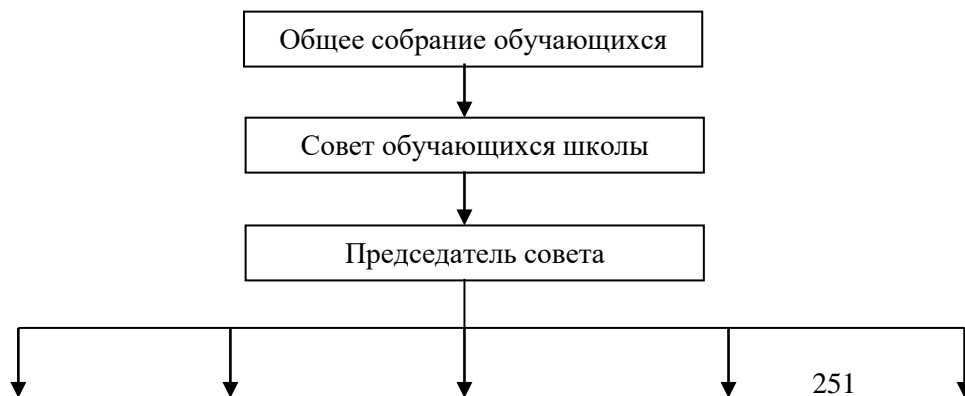 Общее собрание обучающихся
Совет обучающихся школы
Председатель совета
251